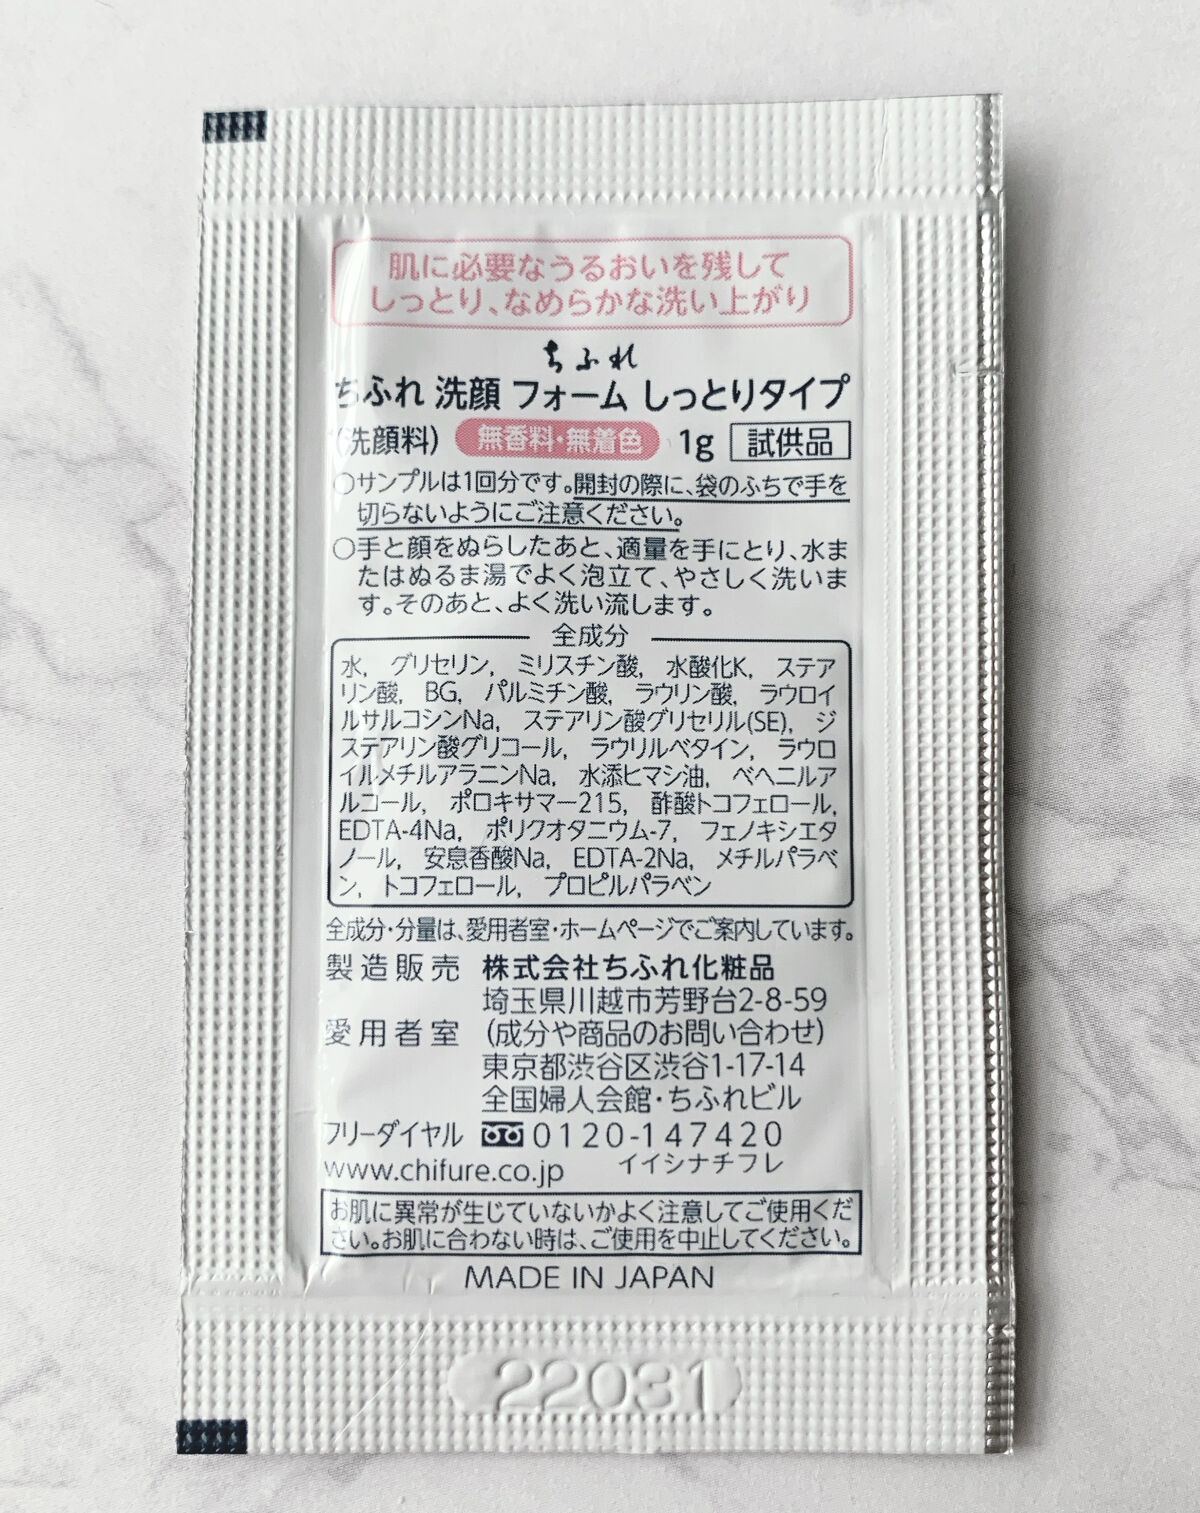 肌に必要なうるおいを残して
しっとり、なめらかな洗い上がり
ちふれ
ちふれ 洗顔 フォーム しっとりタイプ
(洗顔料) 無香料・無着色 1g 試供品
○サンプルは1回分です。開封の際に、袋のふちで手を
切らないようにご注意ください。
○手と顔をぬらしたあと、適量を手にとり、水ま
たはぬるま湯でよく泡立て、やさしく洗いま
す。そのあと、よく洗い流します。
全成分
水, グリセリン, ミリスチン酸, 水酸化K, ステア
リン酸, BG, パルミチン酸, ラウリン酸, ラウロイ
ルサルコシンNa, ステアリン酸グリセリル(SE), ジ
ステアリン酸グリコール, ラウリルベタイン, ラウロ
イルメチルアラニンNa, 水添ヒマシ油, ベヘニルア
ルコール, ポロキサマー215, 酢酸トコフェロール,
EDTA-4Na, ポリクオタニウム-7, フェノキシエタ
ノール, 安息香酸Na, EDTA-2Na, メチルパラベ
ン, トコフェロール, プロピルパラベン
全成分・分量は、愛用者室・ホームページでご案内しています。
製造販売 株式会社ちふれ化粧品
埼玉県川越市芳野台2-8-59
愛用者室 (成分や商品のお問い合わせ)
東京都渋谷区渋谷1-17-14
全国婦人会館・ちふれビル
フリーダイヤル 0120-147420
www.chifure.co.jp イイシナチフレ
お肌に異常が生じていないかよく注意してご使用くだ
さい。お肌に合わない時は、ご使用を中止してください。
MADE IN JAPAN
22031